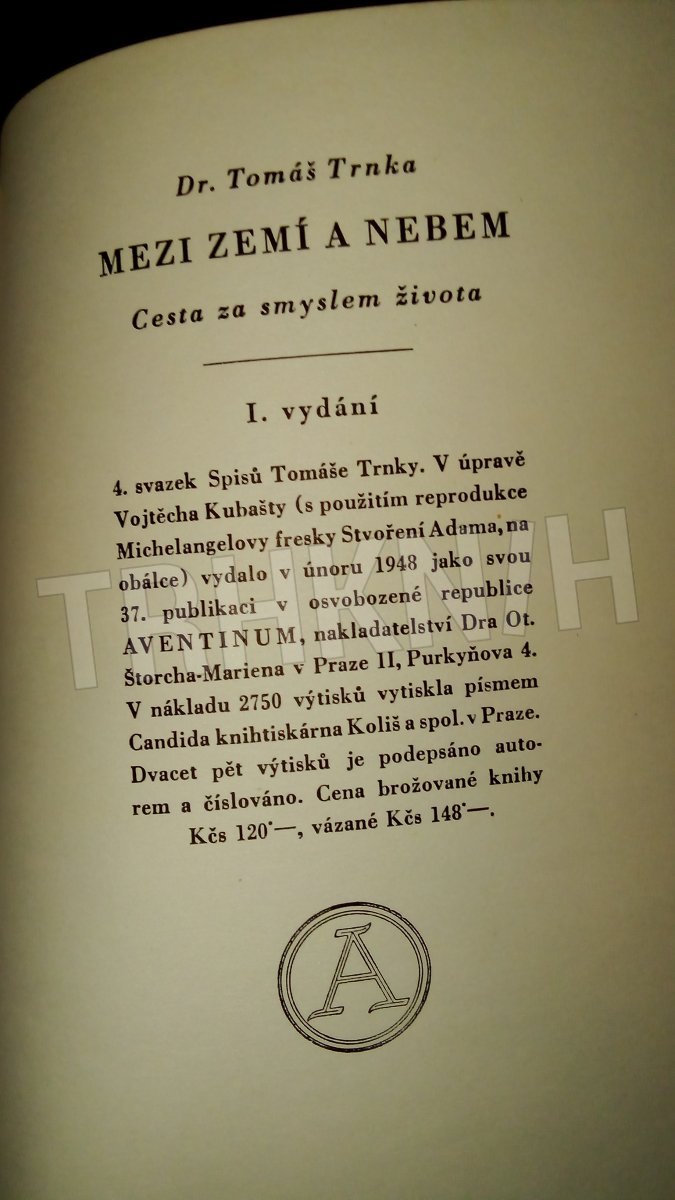 Dr. Tomáš Trnka
MEZI ZEMÍ A NEBEM
Cesta za smyslem života
I. vydání
4. svazek Spisů Tomáše Trnky. V úpravě
Vojtěcha Kubašty (s použitím reprodukce
Michelangelovy fresky Stvoření Adama, na
obálce) vydalo v únoru 1948 jako svou
37. publikaci v osvobozené republice
AVENTINUM, nakladatelství Dra Ot.
Štorcha-Mariena v Praze II, Purkyňova 4.
V nákladu 2750 výtisků vytiskla písmem
Candida knihtiskárna Koliš a spol. v Praze.
Dvacet pět výtisků je podepsáno auto-
rem a číslováno. Cena brožované knihy
Kčs 120·—, vázané Kčs 148·—.
A
TRHKNIH